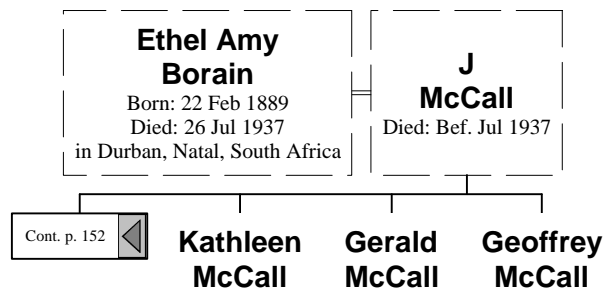 Ethel Amy
Borain
Born: 22 Feb 1889
Died: 26 Jul 1937
in Durban, Natal, South Africa
J
McCall
Died: Bef. Jul 1937
Cont. p. 152
Kathleen
McCall
Gerald
McCall
Geoffrey
McCall